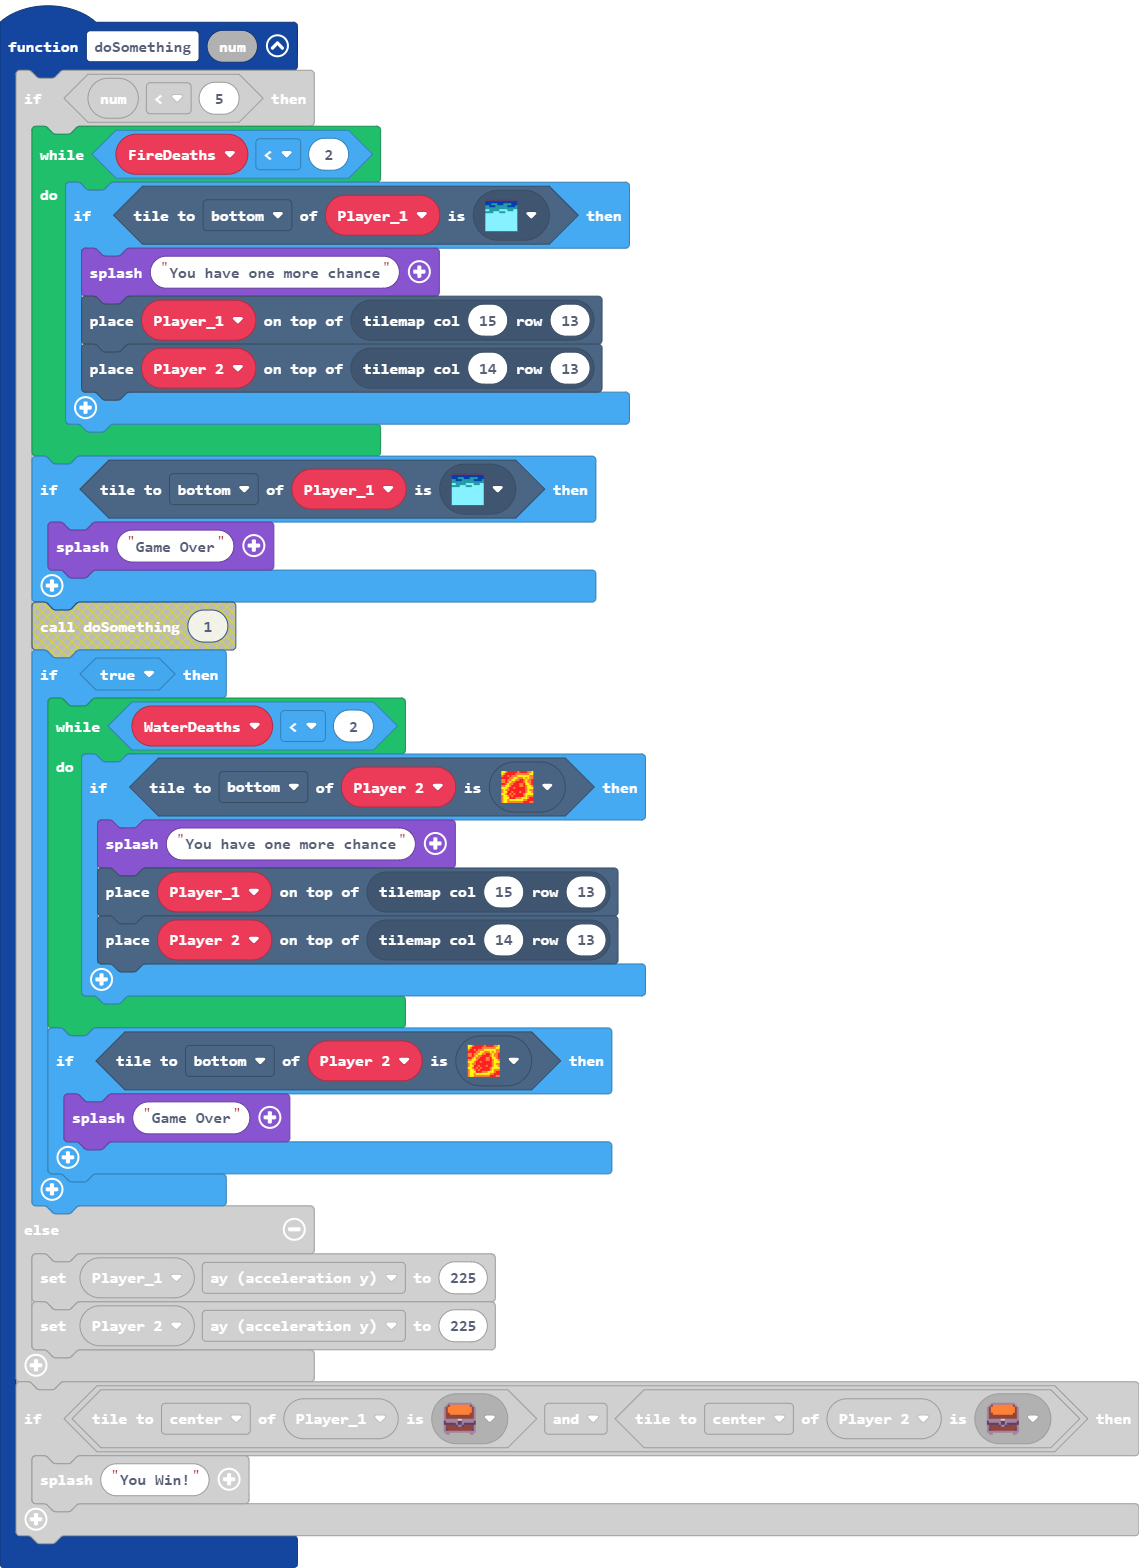 function doSomething num
if num < 5 then
while FireDeaths < 2
do
if tile to bottom of Player_1 is then
splash "You have one more chance"
place Player_1 on top of tilemap col 15 row 13
place Player 2 on top of tilemap col 14 row 13
if tile to bottom of Player_1 is then
splash "Game Over"
call doSomething 1
if true then
while WaterDeaths < 2
do
if tile to bottom of Player 2 is then
splash "You have one more chance"
place Player_1 on top of tilemap col 15 row 13
place Player 2 on top of tilemap col 14 row 13
if tile to bottom of Player 2 is then
splash "Game Over"
else
set Player_1 ay (acceleration y) to 225
set Player 2 ay (acceleration y) to 225
if tile to center of Player_1 is and tile to center of Player 2 is then
splash "You Win!"